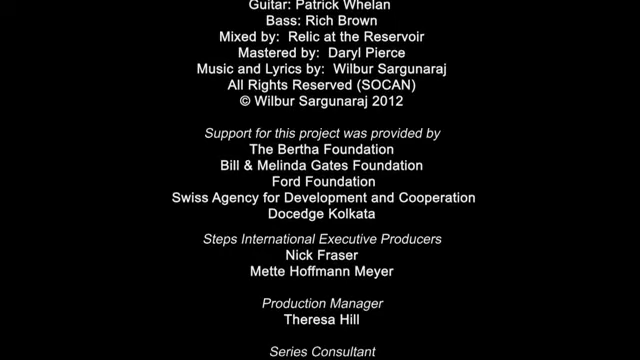 Guitar: Patrick Whelan
Bass: Rich Brown
Mixed by:  Relic at the Reservoir
Mastered by:  Daryl Pierce
Music and Lyrics by:  Wilbur Sargunaraj
All Rights Reserved (SOCAN)
© Wilbur Sargunaraj 2012
Support for this project was provided by
The Bertha Foundation
Bill & Melinda Gates Foundation
Ford Foundation
Swiss Agency for Development and Cooperation
Docedge Kolkata
Steps International Executive Producers
Nick Fraser
Mette Hoffmann Meyer
Production Manager
Theresa Hill
Series Consultant